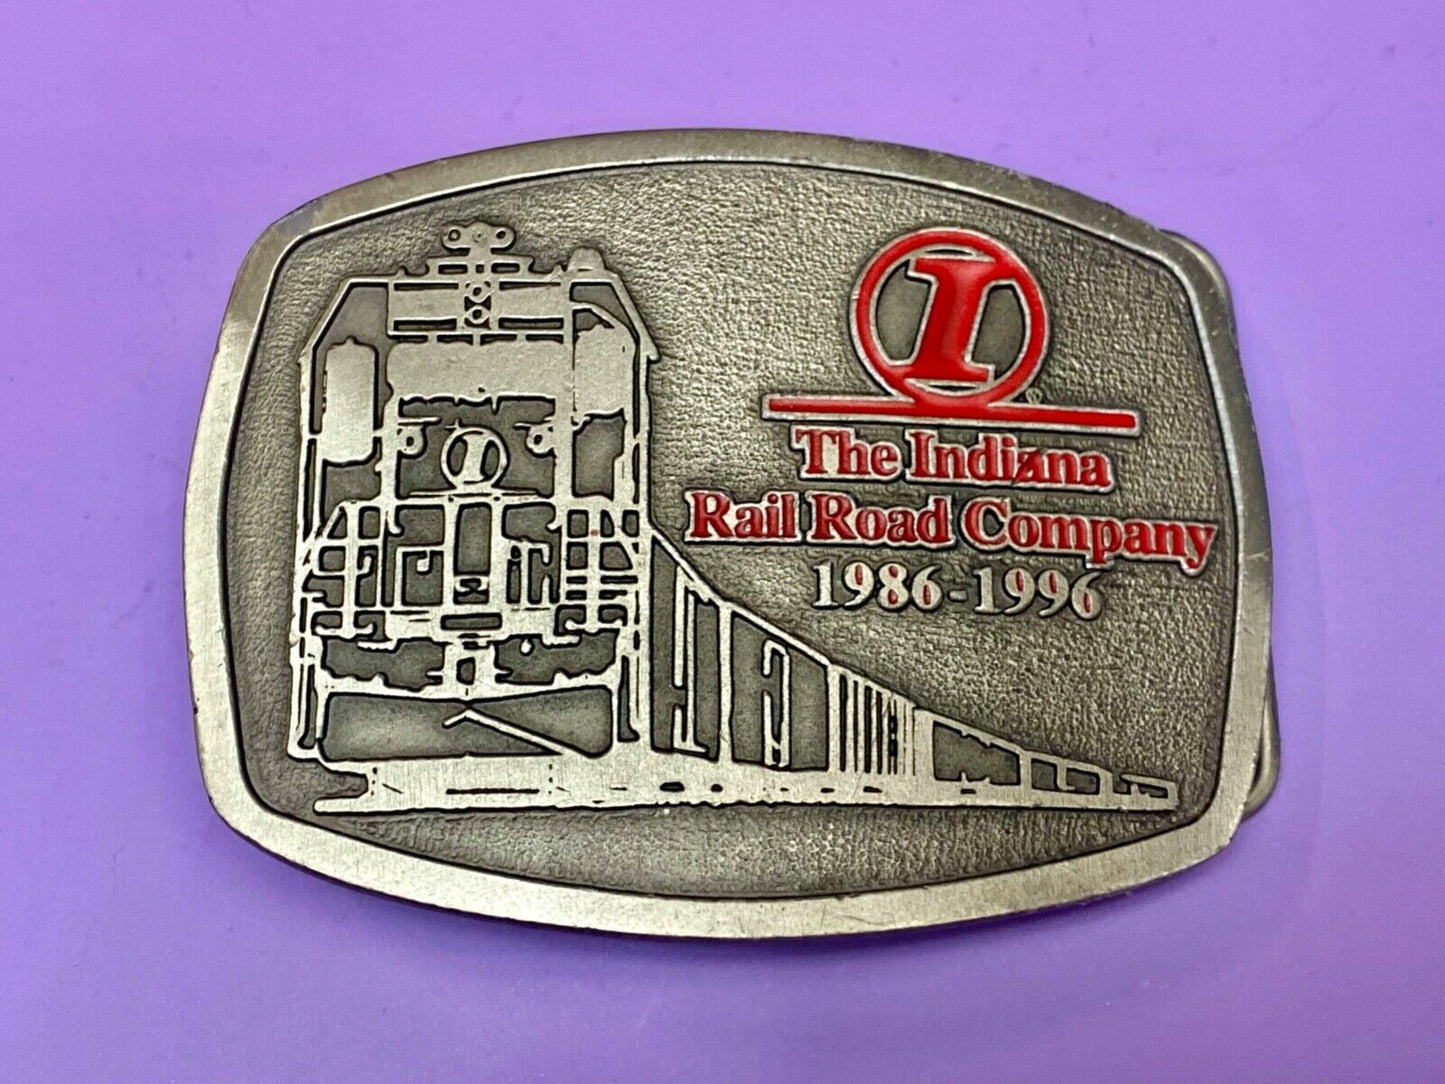 I
®
The Indiana
Rail Road Company
1986-1996
I